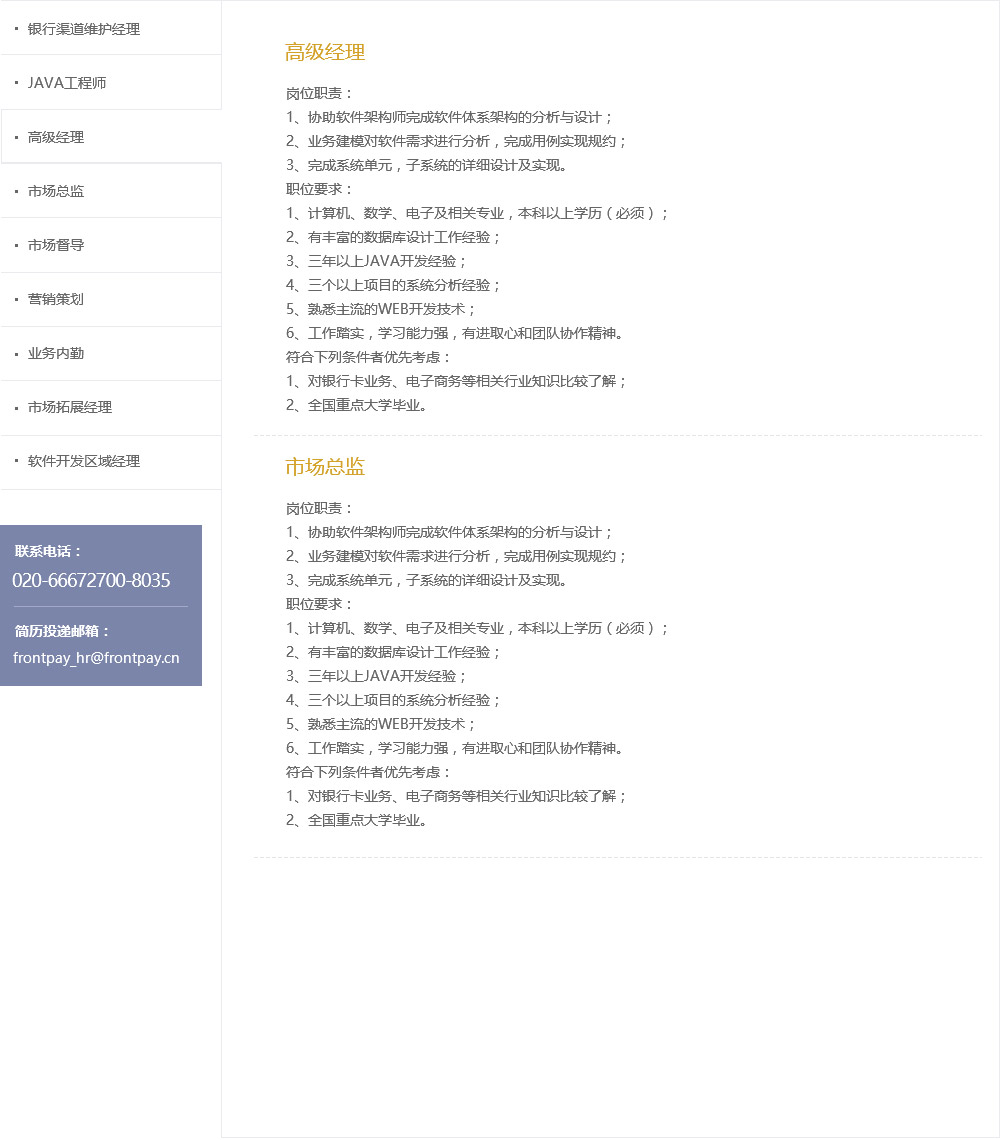 · 银行渠道维护经理
· JAVA工程师
· 高级经理
· 市场总监
· 市场督导
· 营销策划
· 业务内勤
· 市场拓展经理
· 软件开发区域经理
联系电话：
020-66672700-8035
简历投递邮箱：
frontpay_hr@frontpay.cn
高级经理
岗位职责：
1、协助软件架构师完成软件体系架构的分析与设计；
2、业务建模对软件需求进行分析，完成用例实现规约；
3、完成系统单元，子系统的详细设计及实现。
职位要求：
1、计算机、数学、电子及相关专业，本科以上学历（必须）；
2、有丰富的数据库设计工作经验；
3、三年以上JAVA开发经验；
4、三个以上项目的系统分析经验；
5、熟悉主流的WEB开发技术；
6、工作踏实，学习能力强，有进取心和团队协作精神。
符合下列条件者优先考虑：
1、对银行卡业务、电子商务等相关行业知识比较了解；
2、全国重点大学毕业。
市场总监
岗位职责：
1、协助软件架构师完成软件体系架构的分析与设计；
2、业务建模对软件需求进行分析，完成用例实现规约；
3、完成系统单元，子系统的详细设计及实现。
职位要求：
1、计算机、数学、电子及相关专业，本科以上学历（必须）；
2、有丰富的数据库设计工作经验；
3、三年以上JAVA开发经验；
4、三个以上项目的系统分析经验；
5、熟悉主流的WEB开发技术；
6、工作踏实，学习能力强，有进取心和团队协作精神。
符合下列条件者优先考虑：
1、对银行卡业务、电子商务等相关行业知识比较了解；
2、全国重点大学毕业。